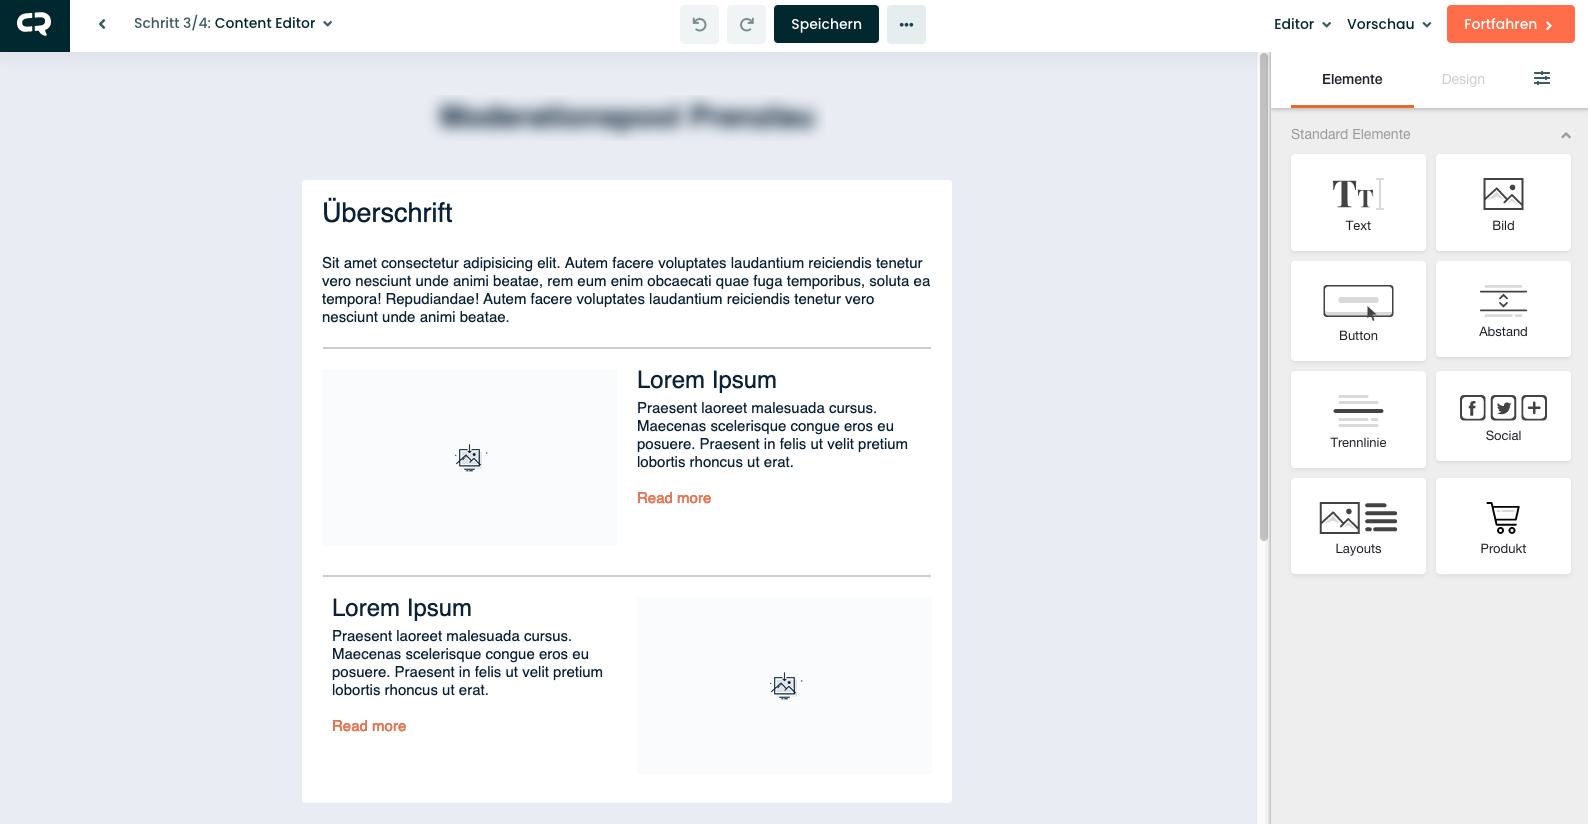 CR
Schritt 3/4: Content Editor
Speichern
Editor
Vorschau
Fortfahren
Elemente
Design
Standard Elemente
Text
Bild
Button
Abstand
Trennlinie
Social
Layouts
Produkt
Moderationspool Prenzlau
Überschrift
Sit amet consectetur adipisicing elit. Autem facere voluptates laudantium reiciendis tenetur
vero nesciunt unde animi beatae, rem eum enim obcaecati quae fuga temporibus, soluta ea
tempora! Repudiandae! Autem facere voluptates laudantium reiciendis tenetur vero
nesciunt unde animi beatae.
Lorem Ipsum
Praesent laoreet malesuada cursus.
Maecenas scelerisque congue eros eu
posuere. Praesent in felis ut velit pretium
lobortis rhoncus ut erat.
Read more
Lorem Ipsum
Praesent laoreet malesuada cursus.
Maecenas scelerisque congue eros eu
posuere. Praesent in felis ut velit pretium
lobortis rhoncus ut erat.
Read more